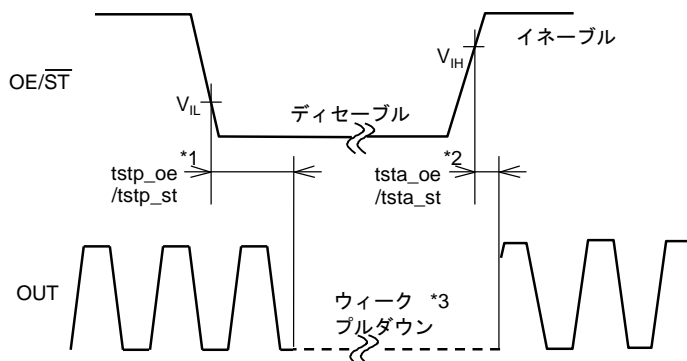 イネーブル
OE/ST
V_IH
V_IL
ディセーブル
*1
tstp_oe
/tstp_st
*2
tsta_oe
/tsta_st
OUT
ウィーク *3
プルダウン